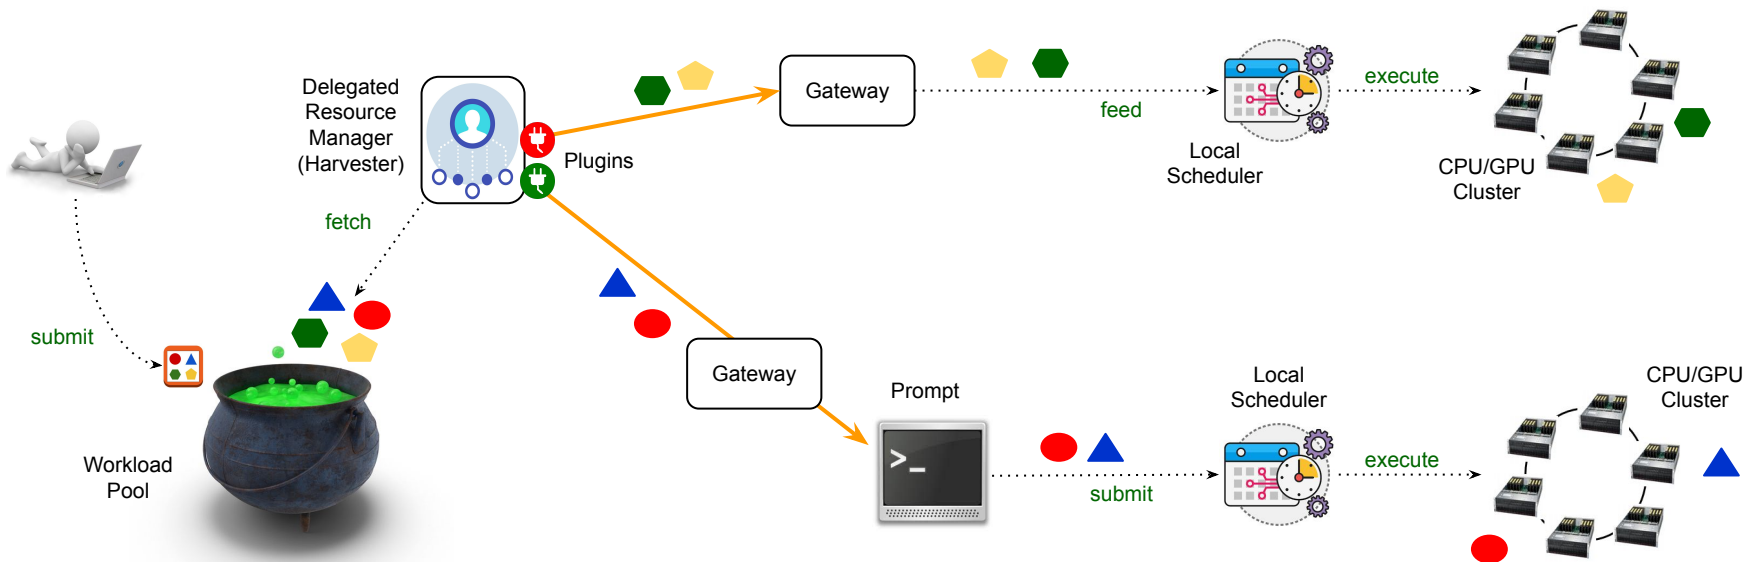 Delegated
Resource
Manager
(Harvester)
Plugins
Gateway
feed
Local
Scheduler
execute
CPU/GPU
Cluster
fetch
submit
Workload
Pool
Gateway
Prompt
>_
submit
Local
Scheduler
execute
CPU/GPU
Cluster